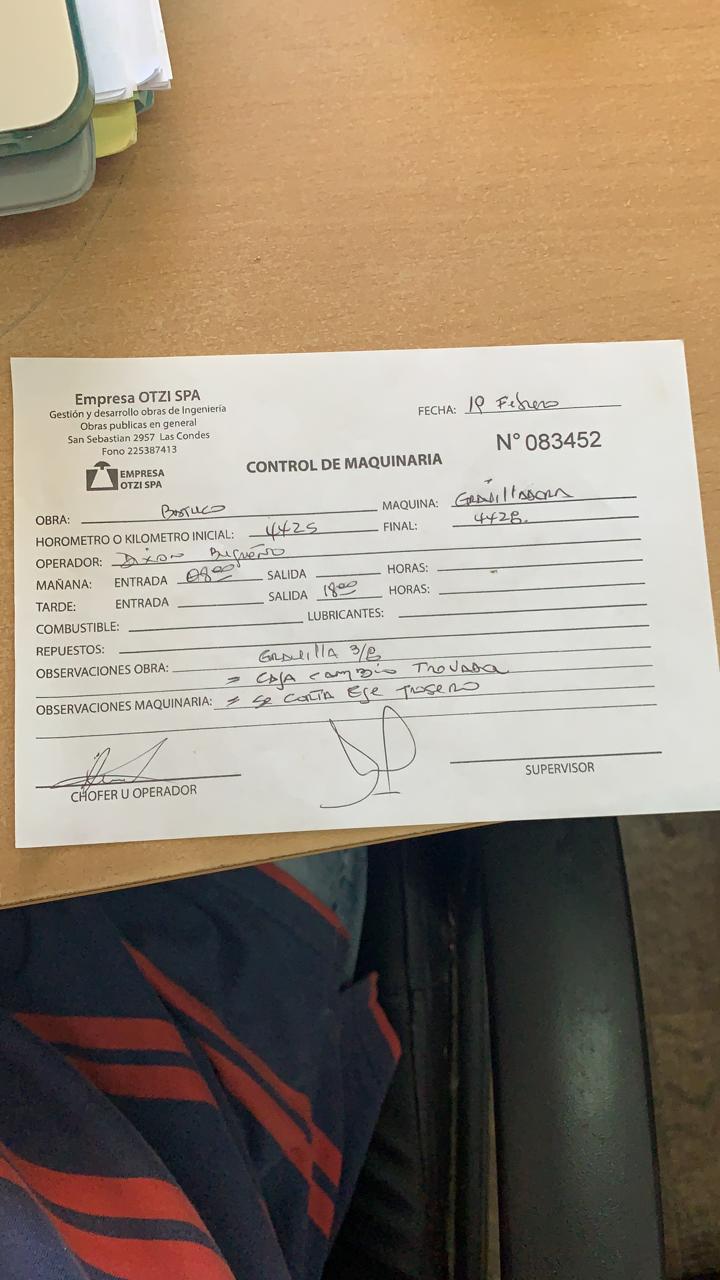 Empresa OTZI SPA
Gestión y desarrollo obras de Ingeniería
Obras publicas en general
San Sebastian 2957 Las Condes
Fono 225387413
EMPRESA
OTZI SPA
FECHA: 19 Febrero
N° 083452
CONTROL DE MAQUINARIA
OBRA: Batuco MAQUINA: GRAVILLADORA
HOROMETRO O KILOMETRO INICIAL: 4425 FINAL: 4428.
OPERADOR: Dixon
MAÑANA: ENTRADA 08:00 SALIDA HORAS: -
TARDE: ENTRADA SALIDA 18:00 HORAS:
COMBUSTIBLE: LUBRICANTES:
REPUESTOS:
OBSERVACIONES OBRA: GRAVILLA 3/8
= CAJA CAMBIO TROVADA
OBSERVACIONES MAQUINARIA: = SE CORTA EJE TRASERO
CHOFER U OPERADOR
SUPERVISOR